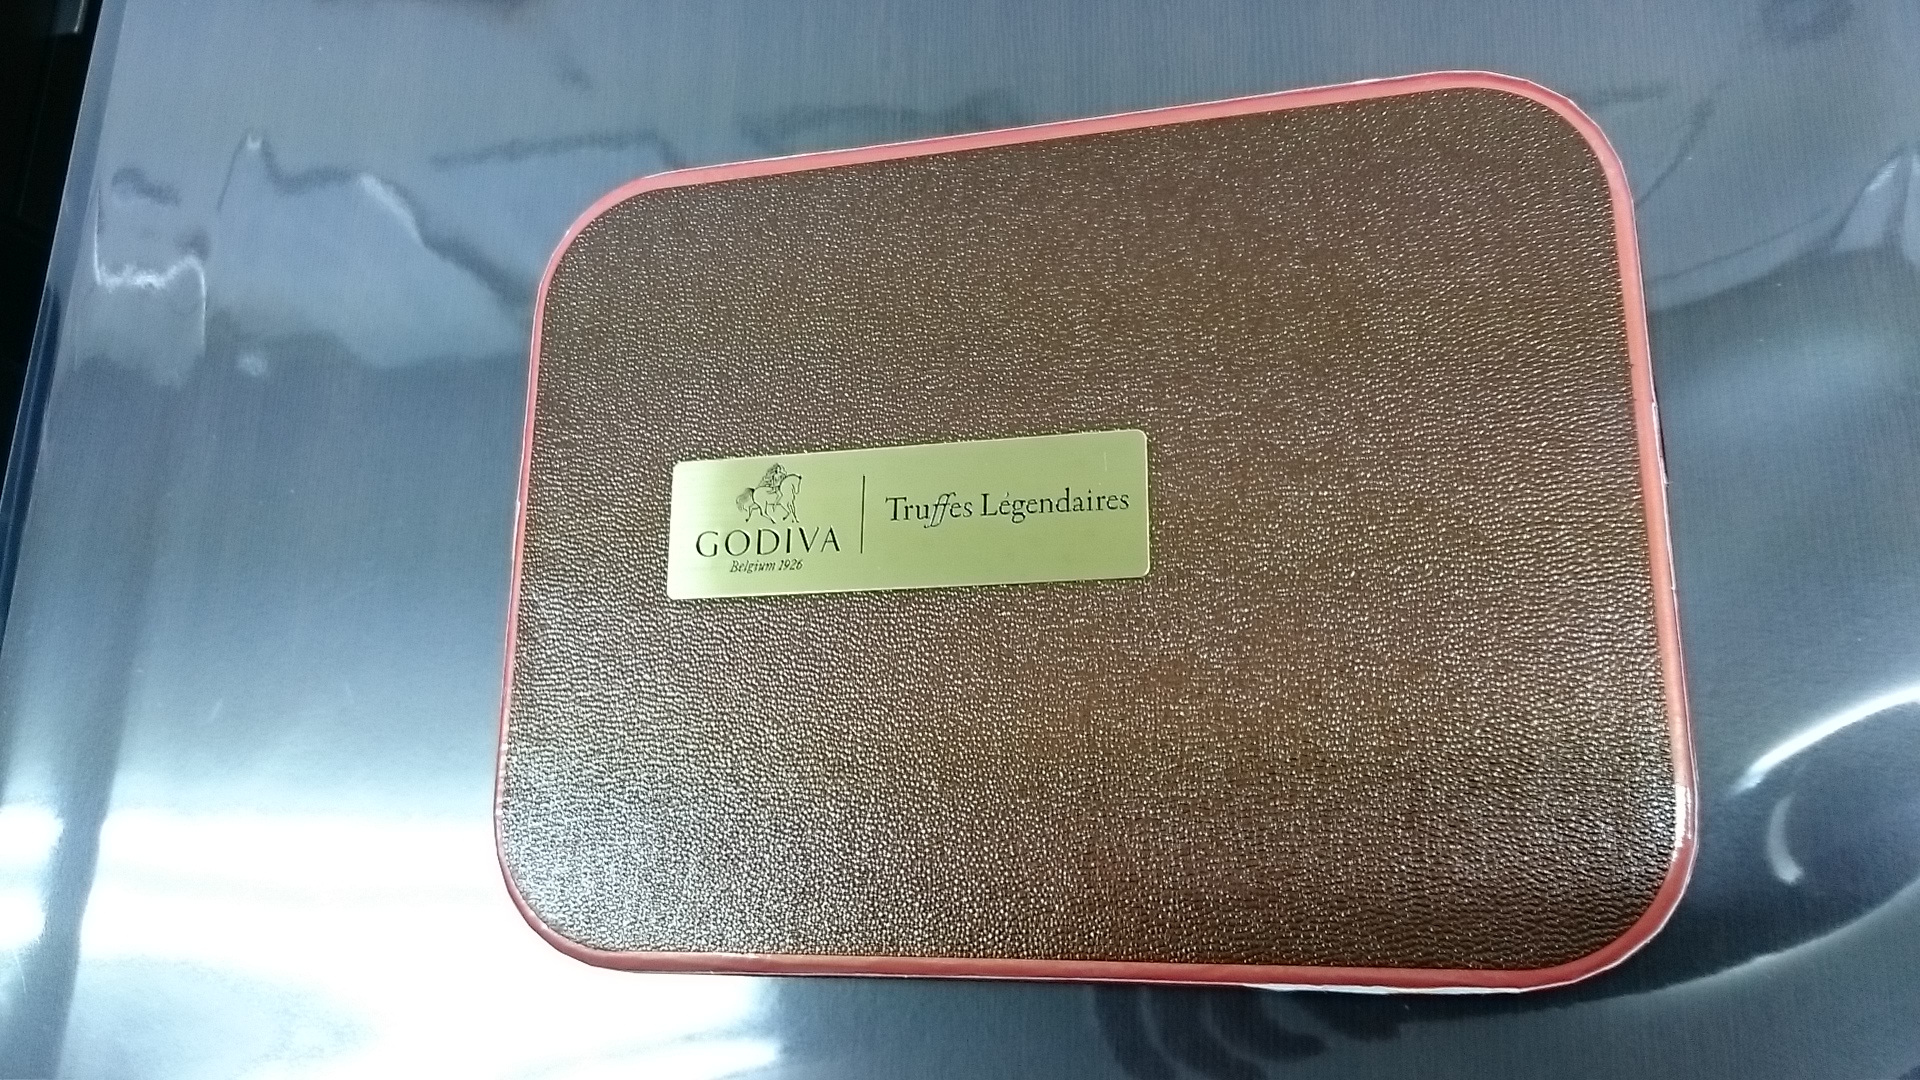 GODIVA
Belgium 1926
Truffes Légendaires